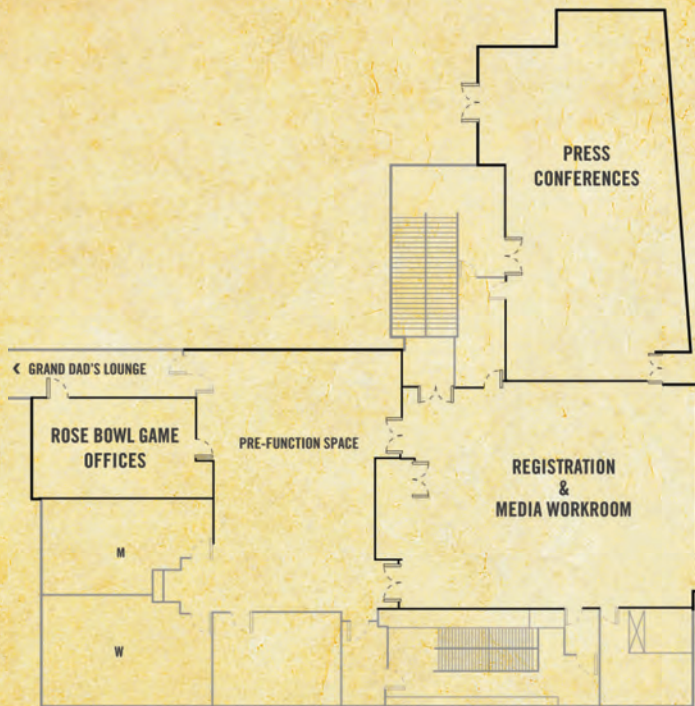 PRESS
CONFERENCES
‹ GRAND DAD'S LOUNGE
ROSE BOWL GAME
OFFICES
PRE-FUNCTION SPACE
REGISTRATION
&
MEDIA WORKROOM
M
W